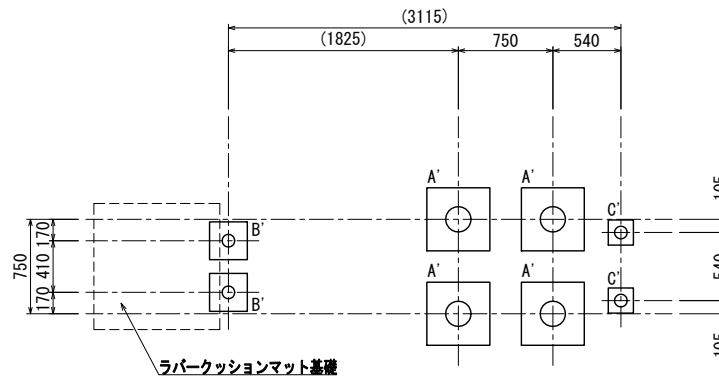 (3115)
(1825) 750 540
A' A'
B' C'
750 170 410 170
105 540 105
A' A' C'
B'
ラバークッションマット基礎